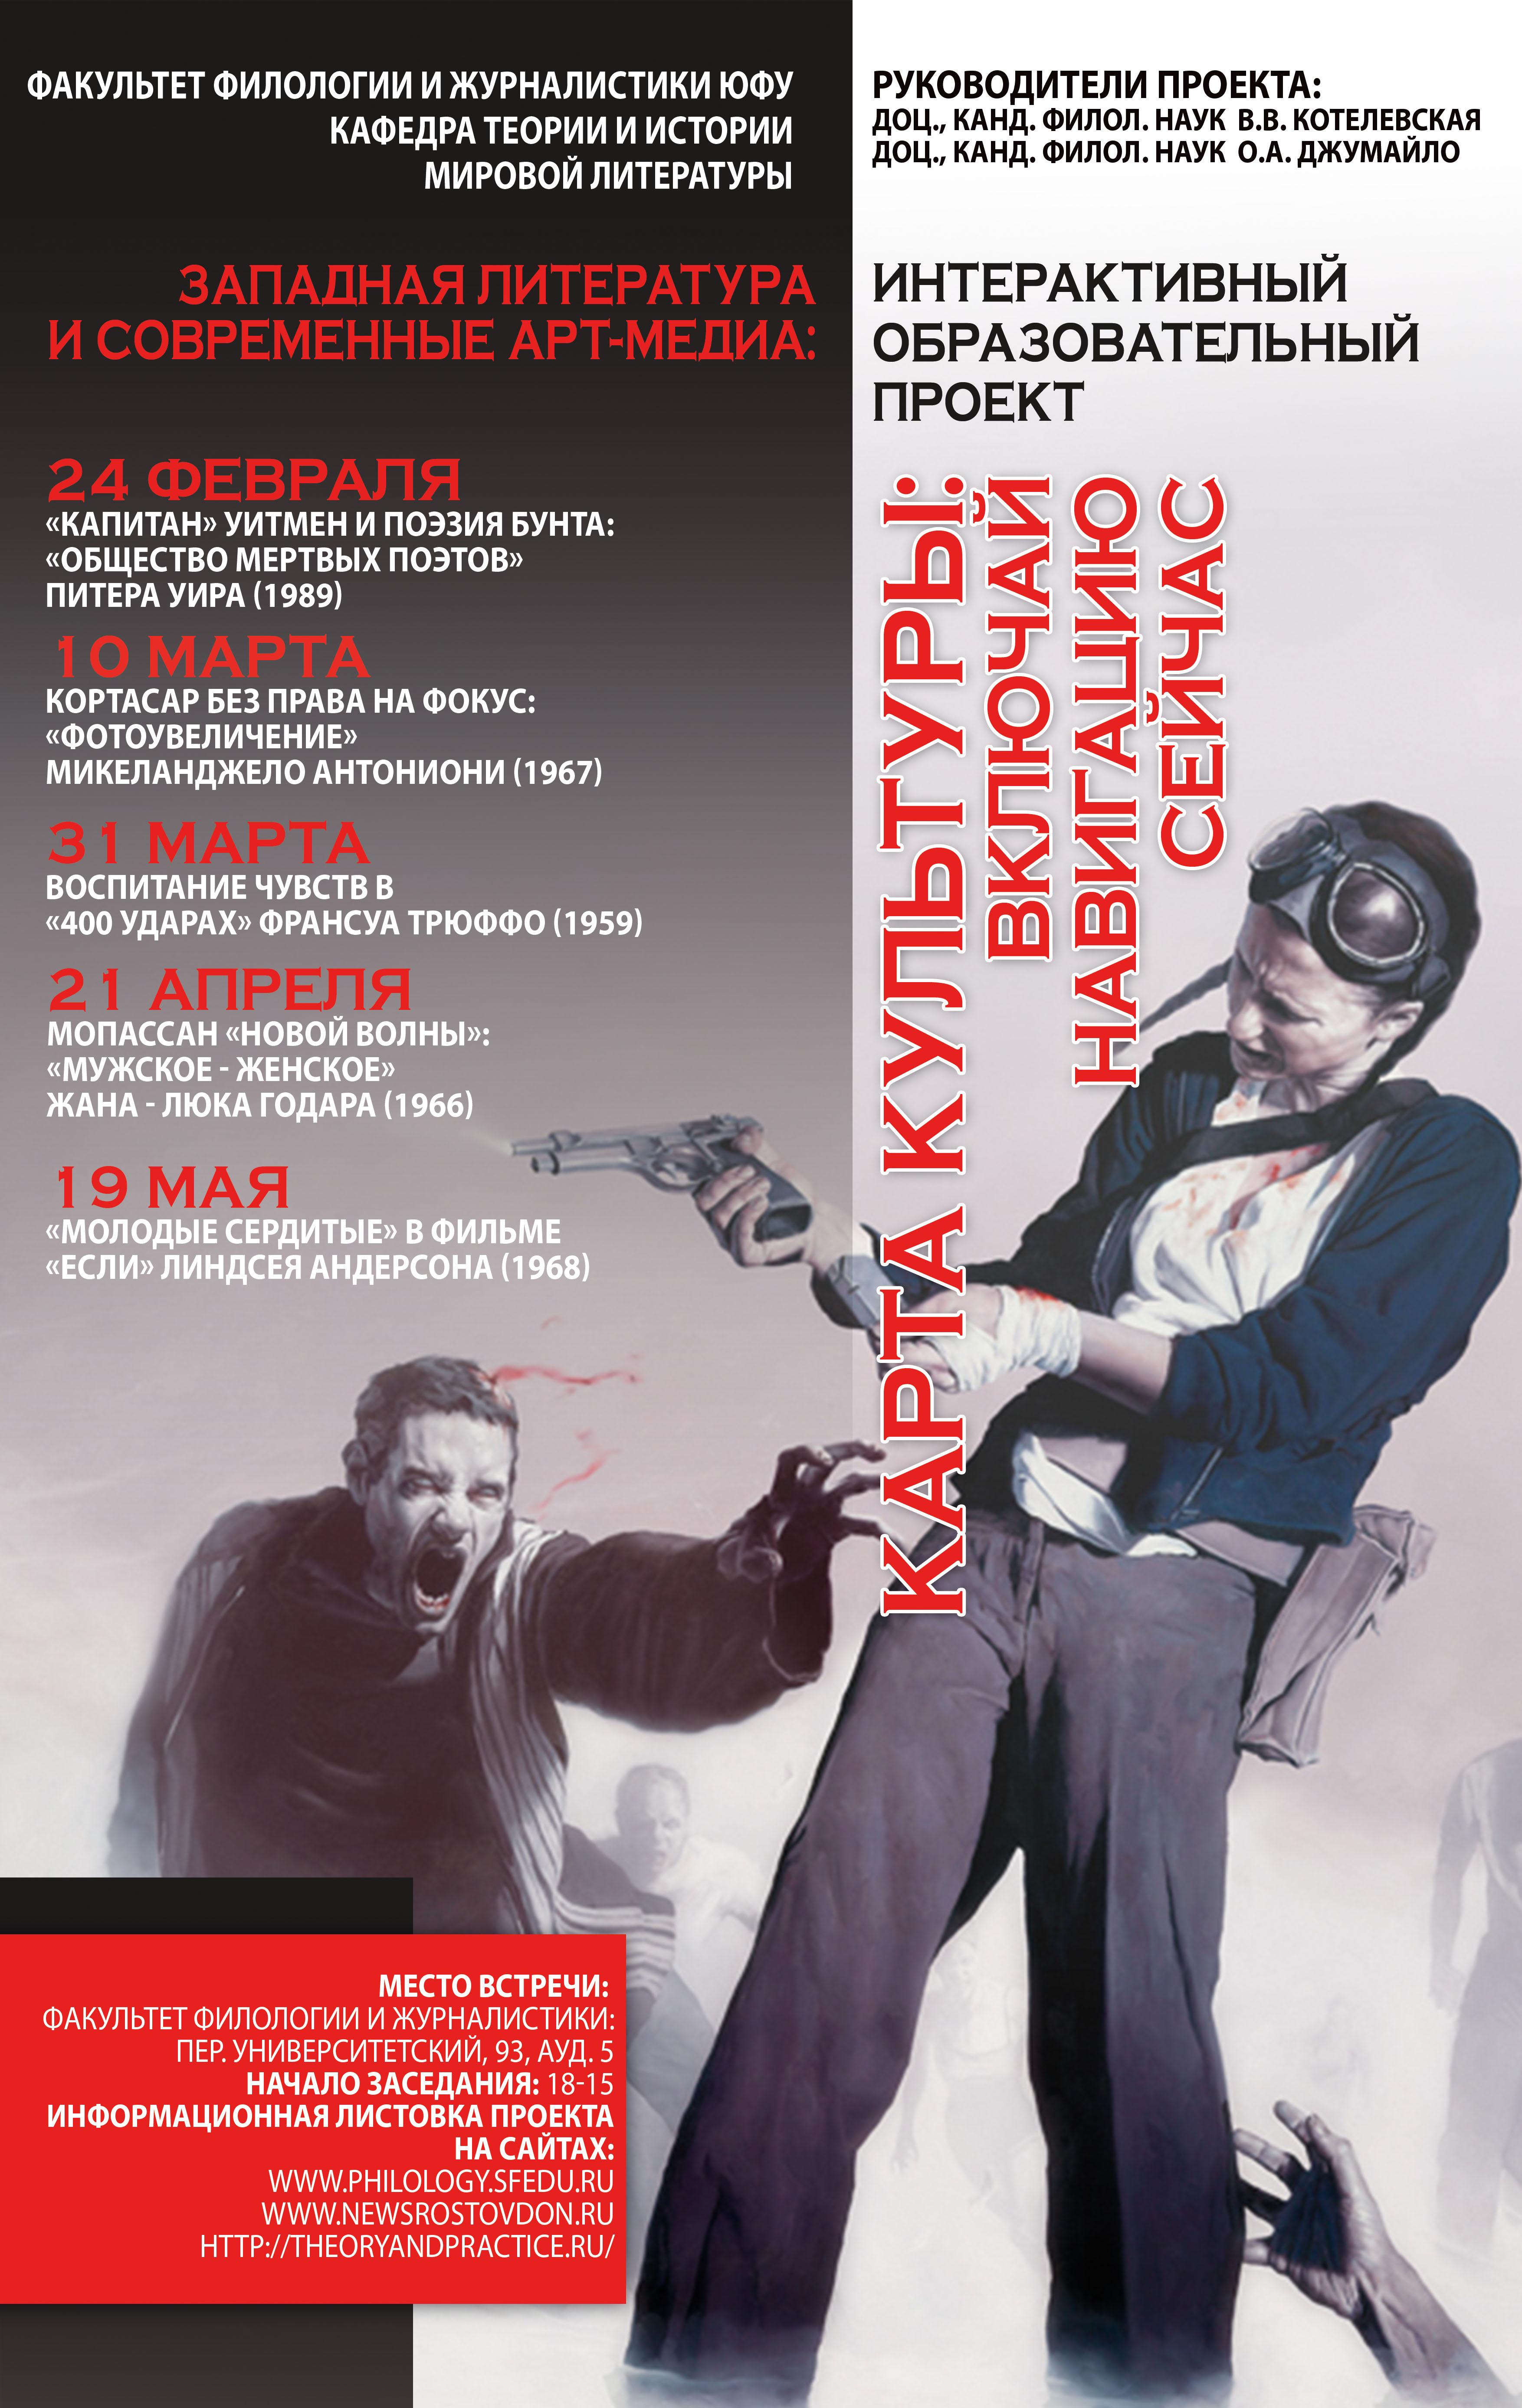 ФАКУЛЬТЕТ ФИЛОЛОГИИ И ЖУРНАЛИСТИКИ ЮФУ
КАФЕДРА ТЕОРИИ И ИСТОРИИ
МИРОВОЙ ЛИТЕРАТУРЫ
РУКОВОДИТЕЛИ ПРОЕКТА:
ДОЦ., КАНД. ФИЛОЛ. НАУК В.В. КОТЕЛЕВСКАЯ
ДОЦ., КАНД. ФИЛОЛ. НАУК О.А. ДЖУМАЙЛО
ЗАПАДНАЯ ЛИТЕРАТУРА
И СОВРЕМЕННЫЕ АРТ-МЕДИА:
ИНТЕРАКТИВНЫЙ
ОБРАЗОВАТЕЛЬНЫЙ
ПРОЕКТ
24 ФЕВРАЛЯ
«КАПИТАН» УИТМЕН И ПОЭЗИЯ БУНТА:
«ОБЩЕСТВО МЕРТВЫХ ПОЭТОВ»
ПИТЕРА УИРА (1989)
10 МАРТА
КОРТАСАР БЕЗ ПРАВА НА ФОКУС:
«ФОТОУВЕЛИЧЕНИЕ»
МИКЕЛАНДЖЕЛО АНТОНИОНИ (1967)
31 МАРТА
ВОСПИТАНИЕ ЧУВСТВ В
«400 УДАРАХ» ФРАНСУА ТРЮФФО (1959)
21 АПРЕЛЯ
МОПАССАН «НОВОЙ ВОЛНЫ»:
«МУЖСКОЕ - ЖЕНСКОЕ»
ЖАНА - ЛЮКА ГОДАРА (1966)
19 МАЯ
«МОЛОДЫЕ СЕРДИТЫЕ» В ФИЛЬМЕ
«ЕСЛИ» ЛИНДСЕЯ АНДЕРСОНА (1968)
КАРТА КУЛЬТУРЫ:
ВКЛЮЧАЙ
НАВИГАЦИЮ
СЕЙЧАС
МЕСТО ВСТРЕЧИ:
ФАКУЛЬТЕТ ФИЛОЛОГИИ И ЖУРНАЛИСТИКИ:
ПЕР. УНИВЕРСИТЕТСКИЙ, 93, АУД. 5
НАЧАЛО ЗАСЕДАНИЯ: 18-15
ИНФОРМАЦИОННАЯ ЛИСТОВКА ПРОЕКТА
НА САЙТАХ:
WWW.PHILOLOGY.SFEDU.RU
WWW.NEWSROSTOVDON.RU
HTTP://THEORYANDPRACTICE.RU/